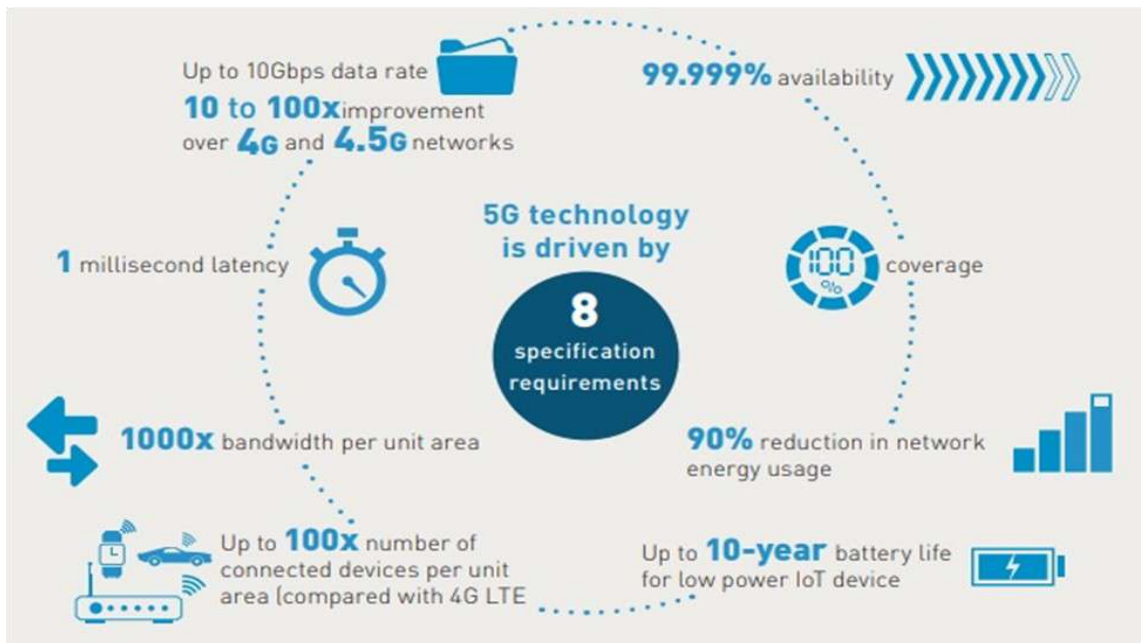 Up to 10Gbps data rate
10 to 100x improvement
over 4G and 4.5G networks
99.999% availability
5G technology
is driven by
8
specification
requirements
1 millisecond latency
100
%
coverage
1000x bandwidth per unit area
90% reduction in network
energy usage
Up to 100x number of
connected devices per unit
area (compared with 4G LTE
Up to 10-year battery life
for low power IoT device